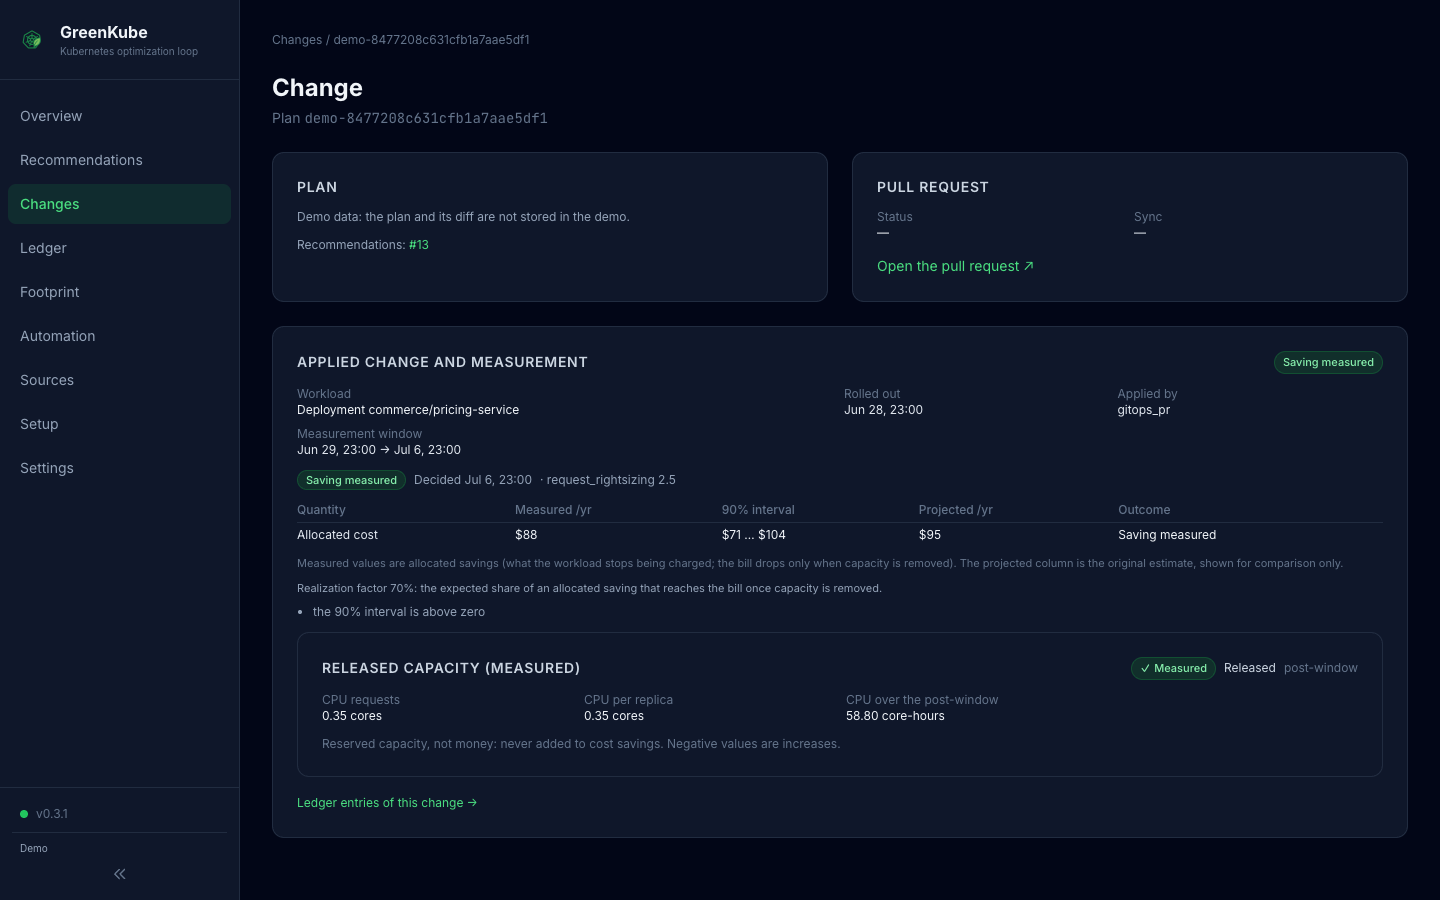 GreenKube
Kubernetes optimization loop
Overview
Recommendations
Changes
Ledger
Footprint
Automation
Sources
Setup
Settings
v0.3.1
Demo
Changes / demo-8477208c631cfb1a7aae5df1
Change
Plan demo-8477208c631cfb1a7aae5df1
PLAN
Demo data: the plan and its diff are not stored in the demo.
Recommendations: #13
PULL REQUEST
Status Sync
— —
Open the pull request ↗
APPLIED CHANGE AND MEASUREMENT Saving measured
Workload Rolled out Applied by
Deployment commerce/pricing-service Jun 28, 23:00 gitops_pr
Measurement window
Jun 29, 23:00 → Jul 6, 23:00
Saving measured Decided Jul 6, 23:00 · request_rightsizing 2.5
Quantity Measured /yr 90% interval Projected /yr Outcome
Allocated cost $88 $71 … $104 $95 Saving measured
Measured values are allocated savings (what the workload stops being charged; the bill drops only when capacity is removed). The projected column is the original estimate, shown for comparison only.
Realization factor 70%: the expected share of an allocated saving that reaches the bill once capacity is removed.
• the 90% interval is above zero
RELEASED CAPACITY (MEASURED) ✓ Measured Released post-window
CPU requests CPU per replica CPU over the post-window
0.35 cores 0.35 cores 58.80 core-hours
Reserved capacity, not money: never added to cost savings. Negative values are increases.
Ledger entries of this change →